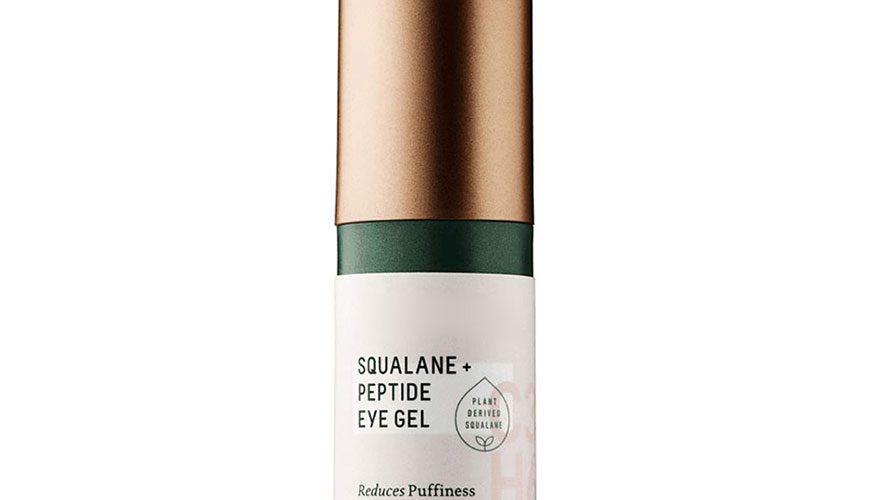 SQUALANE +
PEPTIDE
EYE GEL
PLANT
DERIVED
SQUALANE
Reduces Puffiness